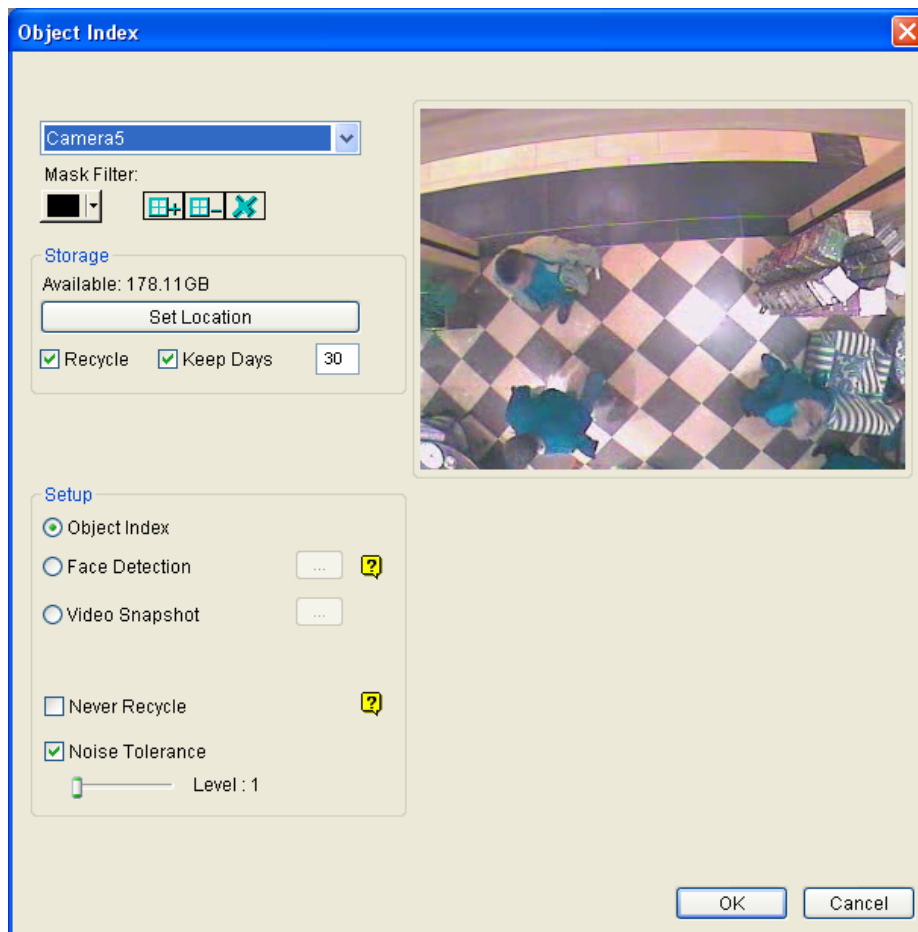 Object Index
Camera5
Mask Filter:
Storage
Available: 178.11GB
Set Location
Recycle Keep Days 30
Setup
Object Index
Face Detection ... ?
Video Snapshot ...
Never Recycle ?
Noise Tolerance
Level : 1
OK Cancel